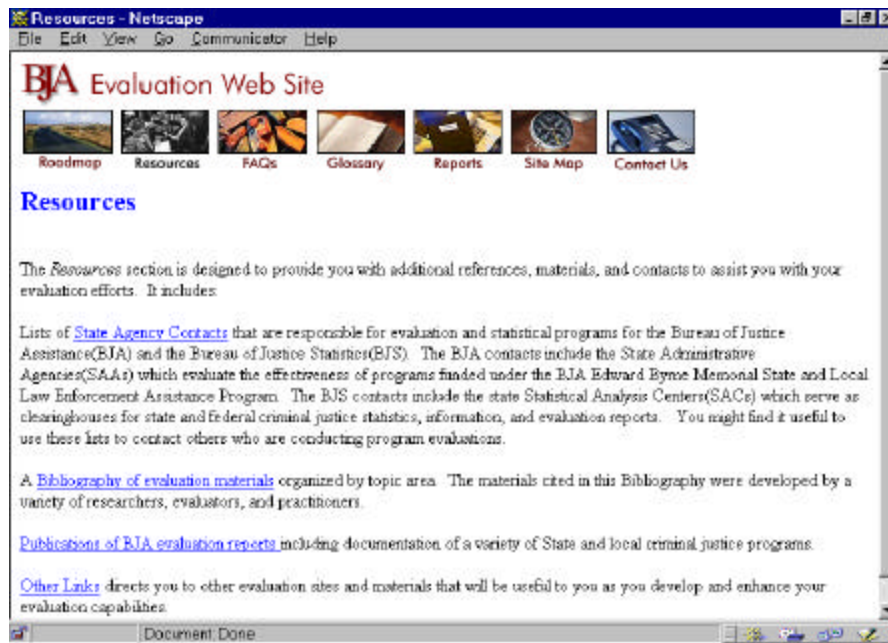 Resources - Netscape
File Edit View Go Communicator Help
BJA Evaluation Web Site
Roadmap Resources FAQs Glossary Reports Site Map Contact Us
Resources
The Resources section is designed to provide you with additional references, materials, and contacts to assist you with your
evaluation efforts. It includes:
Lists of State Agency Contacts that are responsible for evaluation and statistical programs for the Bureau of Justice
Assistance(BJA) and the Bureau of Justice Statistics(BJS). The BJA contacts include the State Administrative
Agencies(SAAs) which evaluate the effectiveness of programs funded under the BJA Edward Byrne Memorial State and Local
Law Enforcement Assistance Program. The BJS contacts include the state Statistical Analysis Centers(SACs) which serve as
clearinghouses for state and federal criminal justice statistics, information, and evaluation reports. You might find it useful to
use these lists to contact others who are conducting program evaluations.
A Bibliography of evaluation materials organized by topic area. The materials cited in this Bibliography were developed by a
variety of researchers, evaluators, and practitioners.
Publications of BJA evaluation reports including documentation of a variety of State and local criminal justice programs.
Other Links directs you to other evaluation sites and materials that will be useful to you as you develop and enhance your
evaluation capabilities.
Document: Done